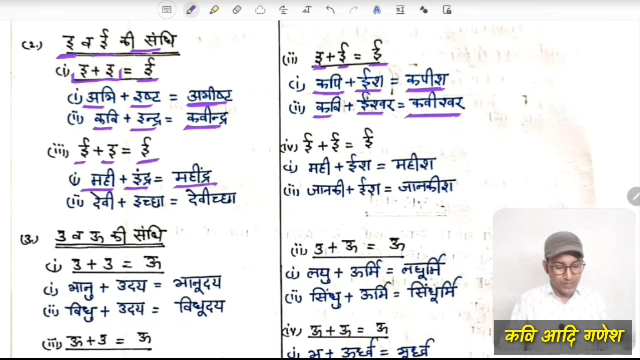 (2.) इ व ई की संधि
(i) इ + इ = ई
(i) अभि + इष्ट = अभीष्ट
(ii) कवि + इन्द्र = कवीन्द्र
(iii) ई + इ = ई
(i) मही + इंद्र = महींद्र
(ii) देवी + इच्छा = देवीच्छा
(ii) इ + ई = ई
(i) कपि + ईश = कपीश
(ii) कवि + ईश्वर = कवीश्वर
(iv) ई + ई = ई
(i) मही + ईश = महीश
(ii) जानकी + ईश = जानकीश
(3.) उ व ऊ की संधि
(i) उ + उ = ऊ
(i) भानु + उदय = भानूदय
(ii) विधु + उदय = विधूदय
(iii) ऊ + उ = ऊ
(ii) उ + ऊ = ऊ
(i) लघु + ऊर्मि = लघूर्मि
(ii) सिंधु + ऊर्मि = सिंधूर्मि
(iv) ऊ + ऊ = ऊ
(i) भू + ऊर्ध्व = भूर्ध्व
कवि आदि गणेश